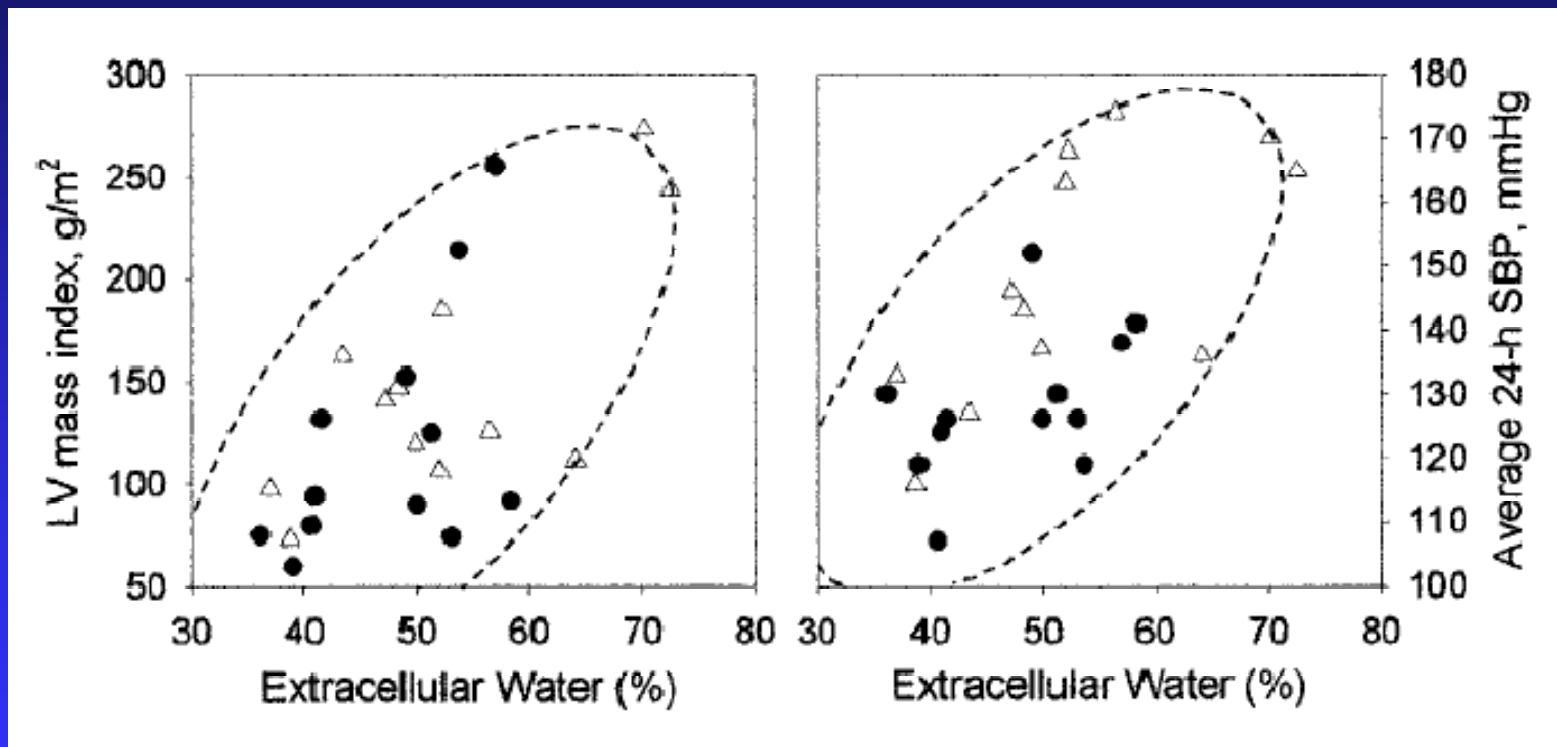 LV mass index, g/m²
300
250
200
150
100
50
30 40 50 60 70 80
Extracellular Water (%)
30 40 50 60 70 80
Extracellular Water (%)
180
170
160
150
140
130
120
110
100
Average 24-h SBP, mmHg